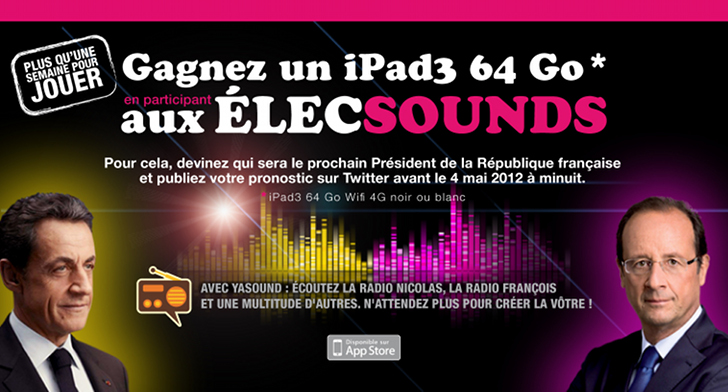 PLUS QU'UNE
SEMAINE POUR
JOUER
Gagnez un iPad3 64 Go*
en participant
aux ÉLECSOUNDS
Pour cela, devinez qui sera le prochain Président de la République française
et publiez votre pronostic sur Twitter avant le 4 mai 2012 à minuit.
iPad3 64 Go Wifi 4G noir ou blanc
AVEC YASOUND : ÉCOUTEZ LA RADIO NICOLAS, LA RADIO FRANÇOIS
ET UNE MULTITUDE D'AUTRES. N'ATTENDEZ PLUS POUR CRÉER LA VÔTRE !
Disponible sur
App Store